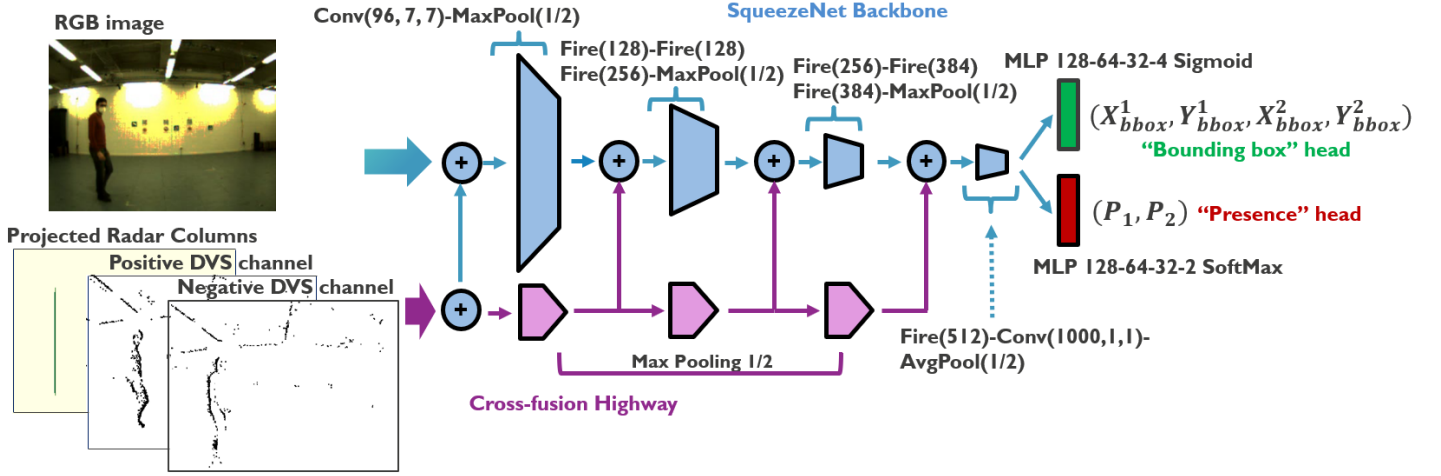 SqueezeNet Backbone
Conv(96, 7, 7)-MaxPool(1/2)
RGB image
Fire(128)-Fire(128)
Fire(256)-MaxPool(1/2)
Fire(256)-Fire(384)
Fire(384)-MaxPool(1/2)
MLP 128-64-32-4 Sigmoid
(X¹bbox, Y¹bbox, X²bbox, Y²bbox)
“Bounding box” head
+
+
+
+
(P₁, P₂) “Presence” head
MLP 128-64-32-2 SoftMax
Projected Radar Columns
Positive DVS channel
Negative DVS channel
+
Fire(512)-Conv(1000,1,1)-
AvgPool(1/2)
Max Pooling 1/2
Cross-fusion Highway